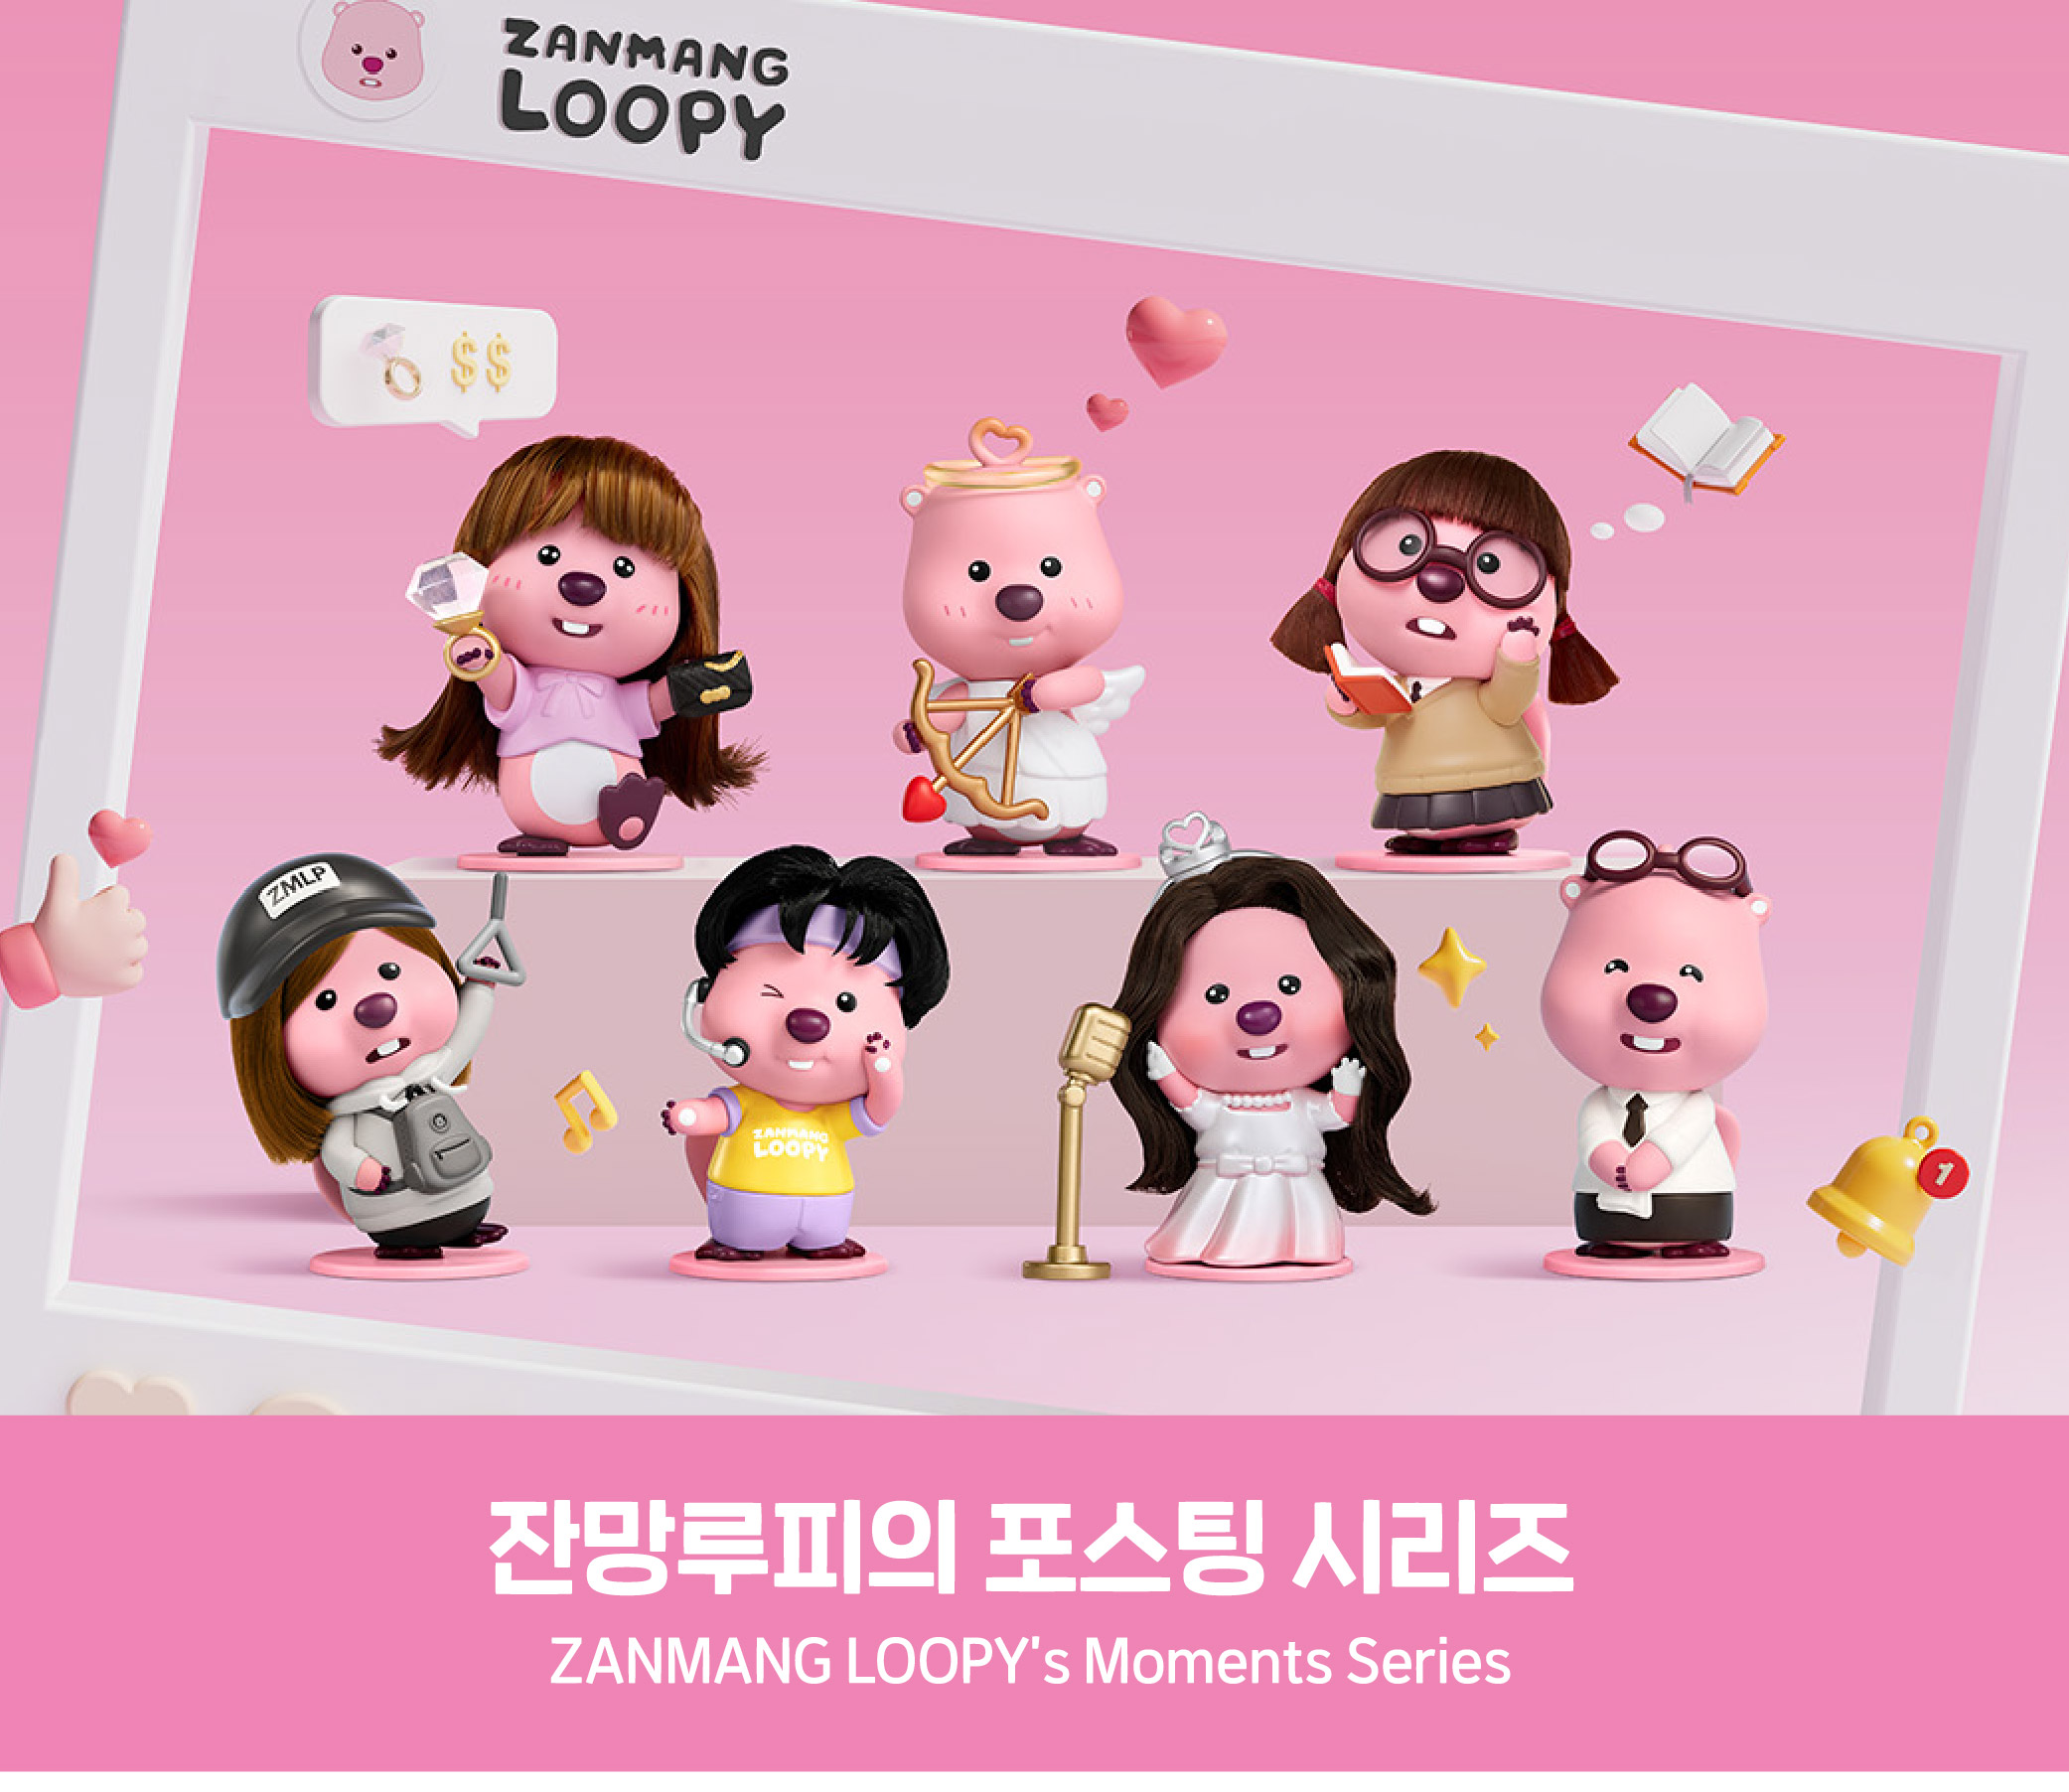 ZANMANG
LOOPY
$$
ZMLP
ZANMANG
LOOPY
1
잔망루피의 포스팅 시리즈
ZANMANG LOOPY's Moments Series